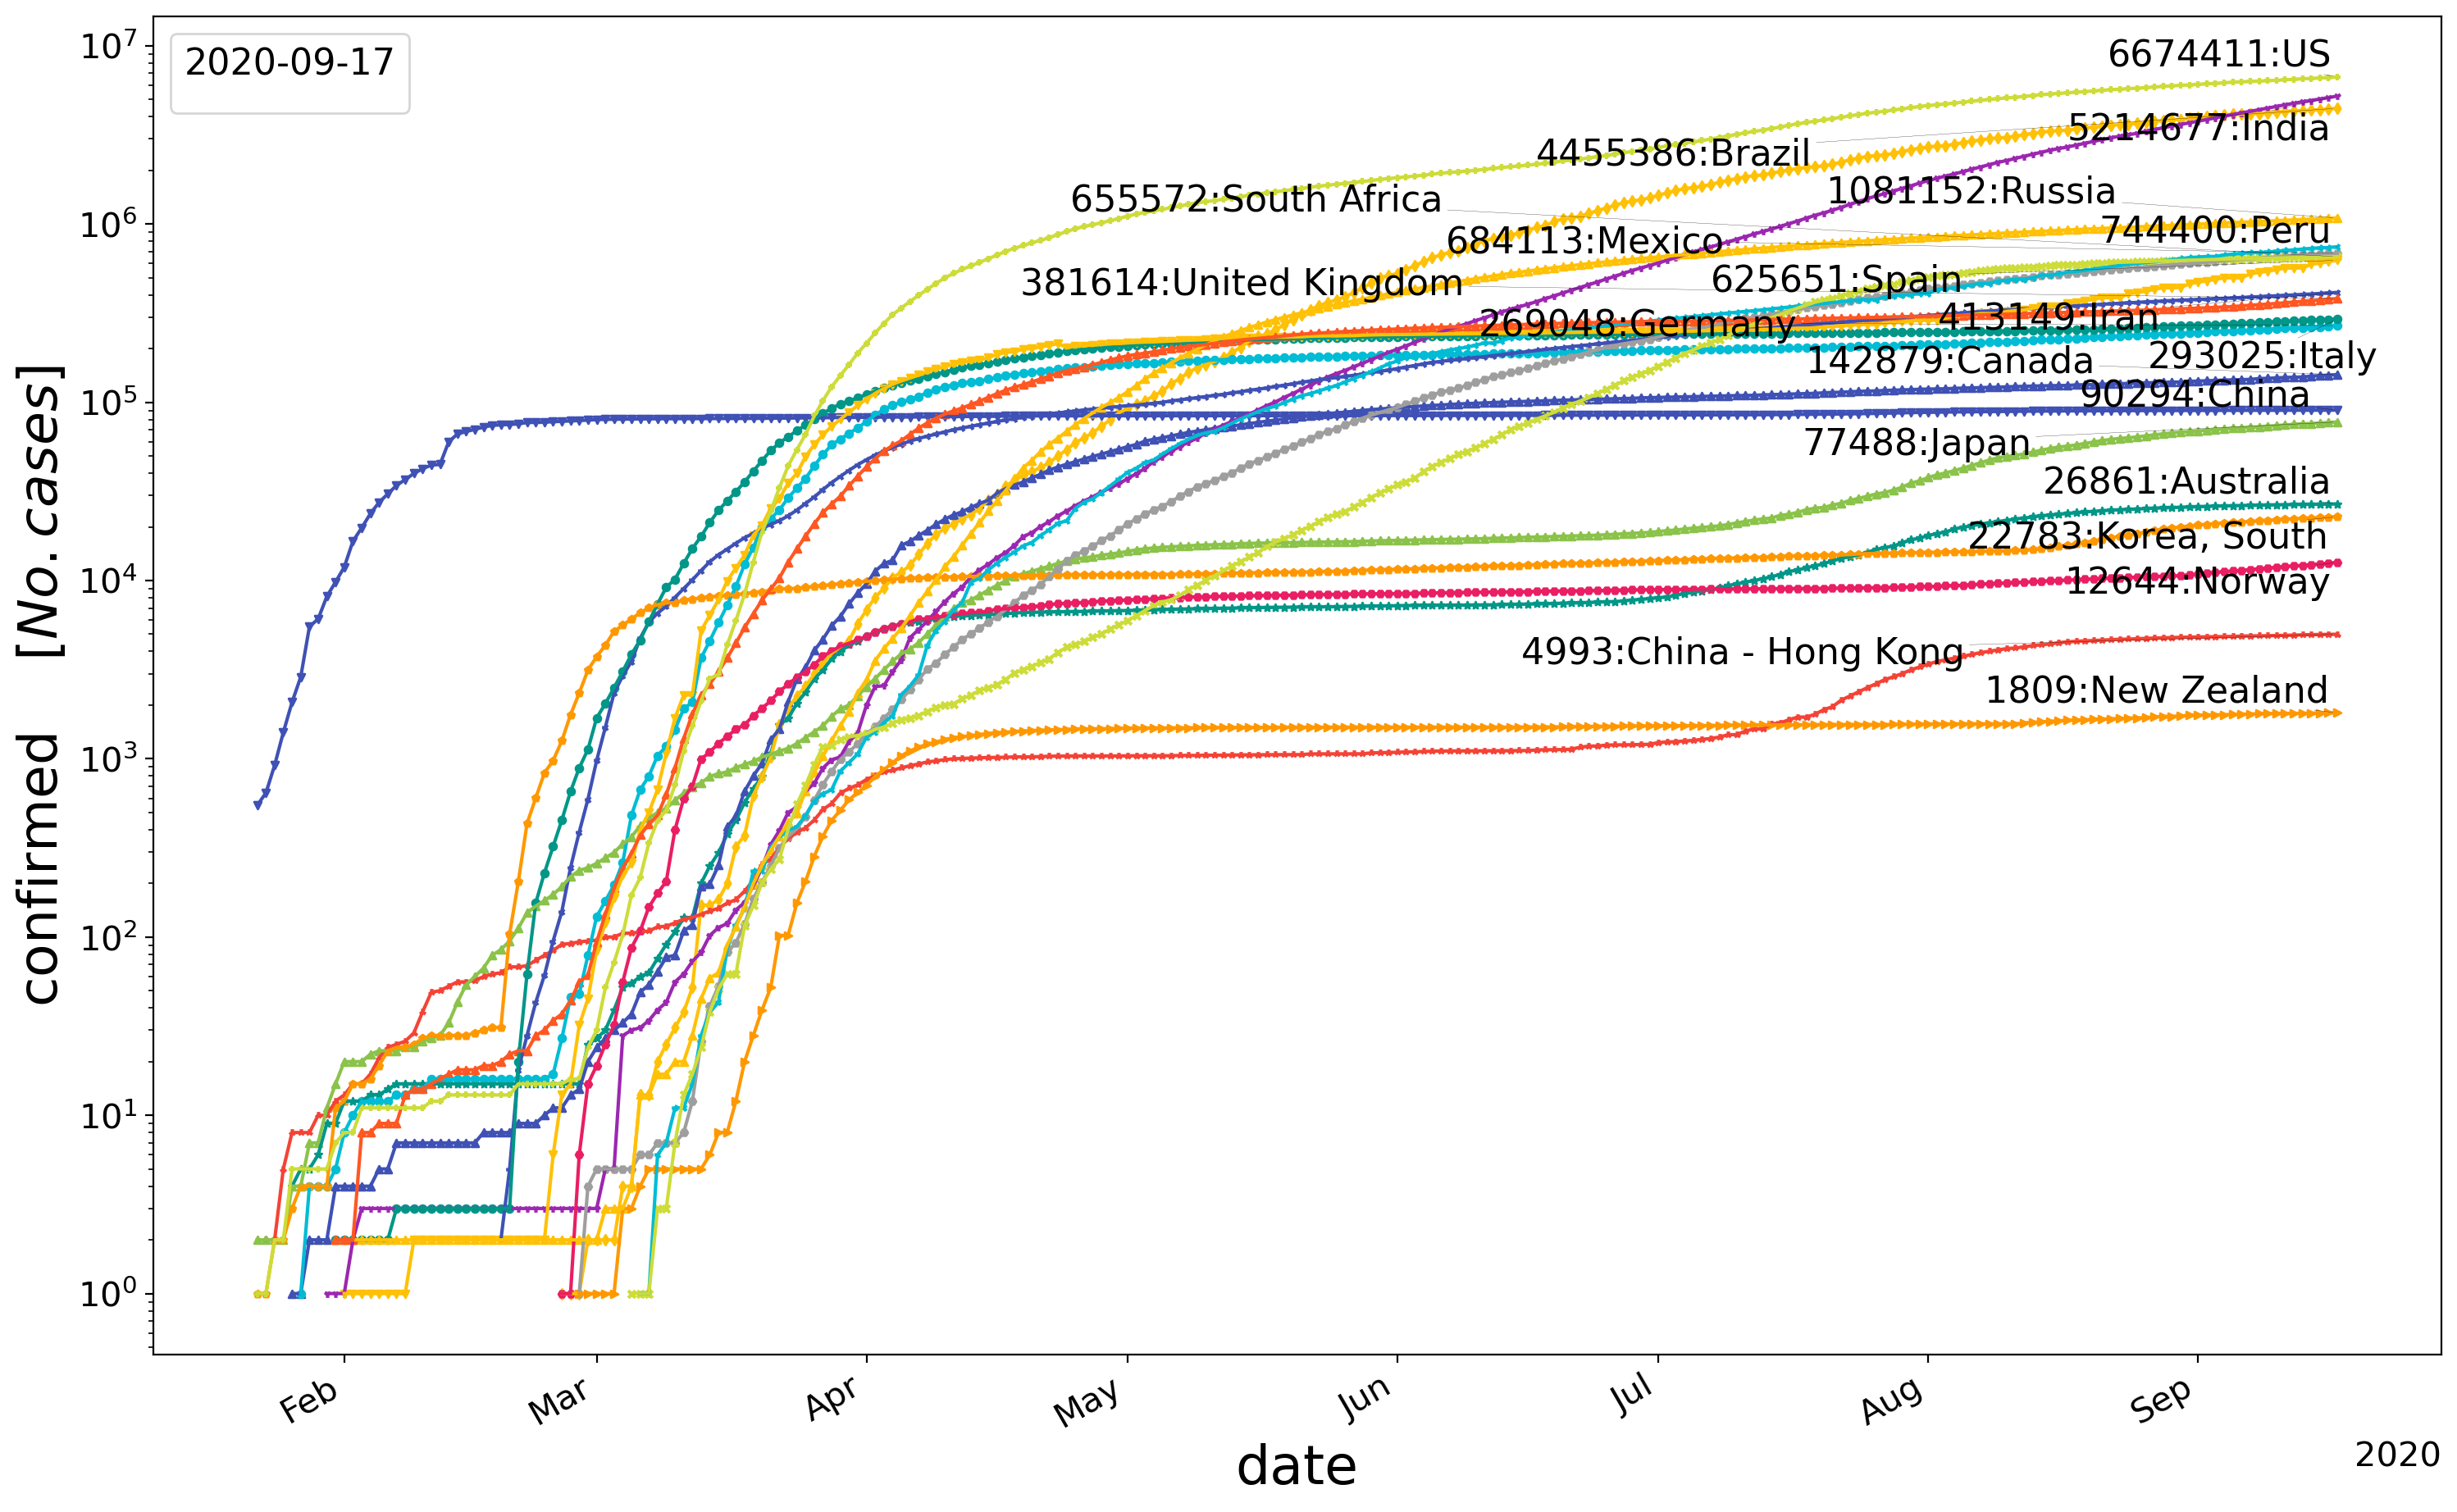 2020-09-17
10^7
10^6
10^5
10^4
10^3
10^2
10^1
10^0
confirmed [No.cases]
6674411:US
5214677:India
4455386:Brazil
1081152:Russia
655572:South Africa
744400:Peru
684113:Mexico
625651:Spain
381614:United Kingdom
413149:Iran
269048:Germany
293025:Italy
142879:Canada
90294:China
77488:Japan
26861:Australia
22783:Korea, South
12644:Norway
4993:China - Hong Kong
1809:New Zealand
Feb
Mar
Apr
May
Jun
Jul
Aug
Sep
2020
date